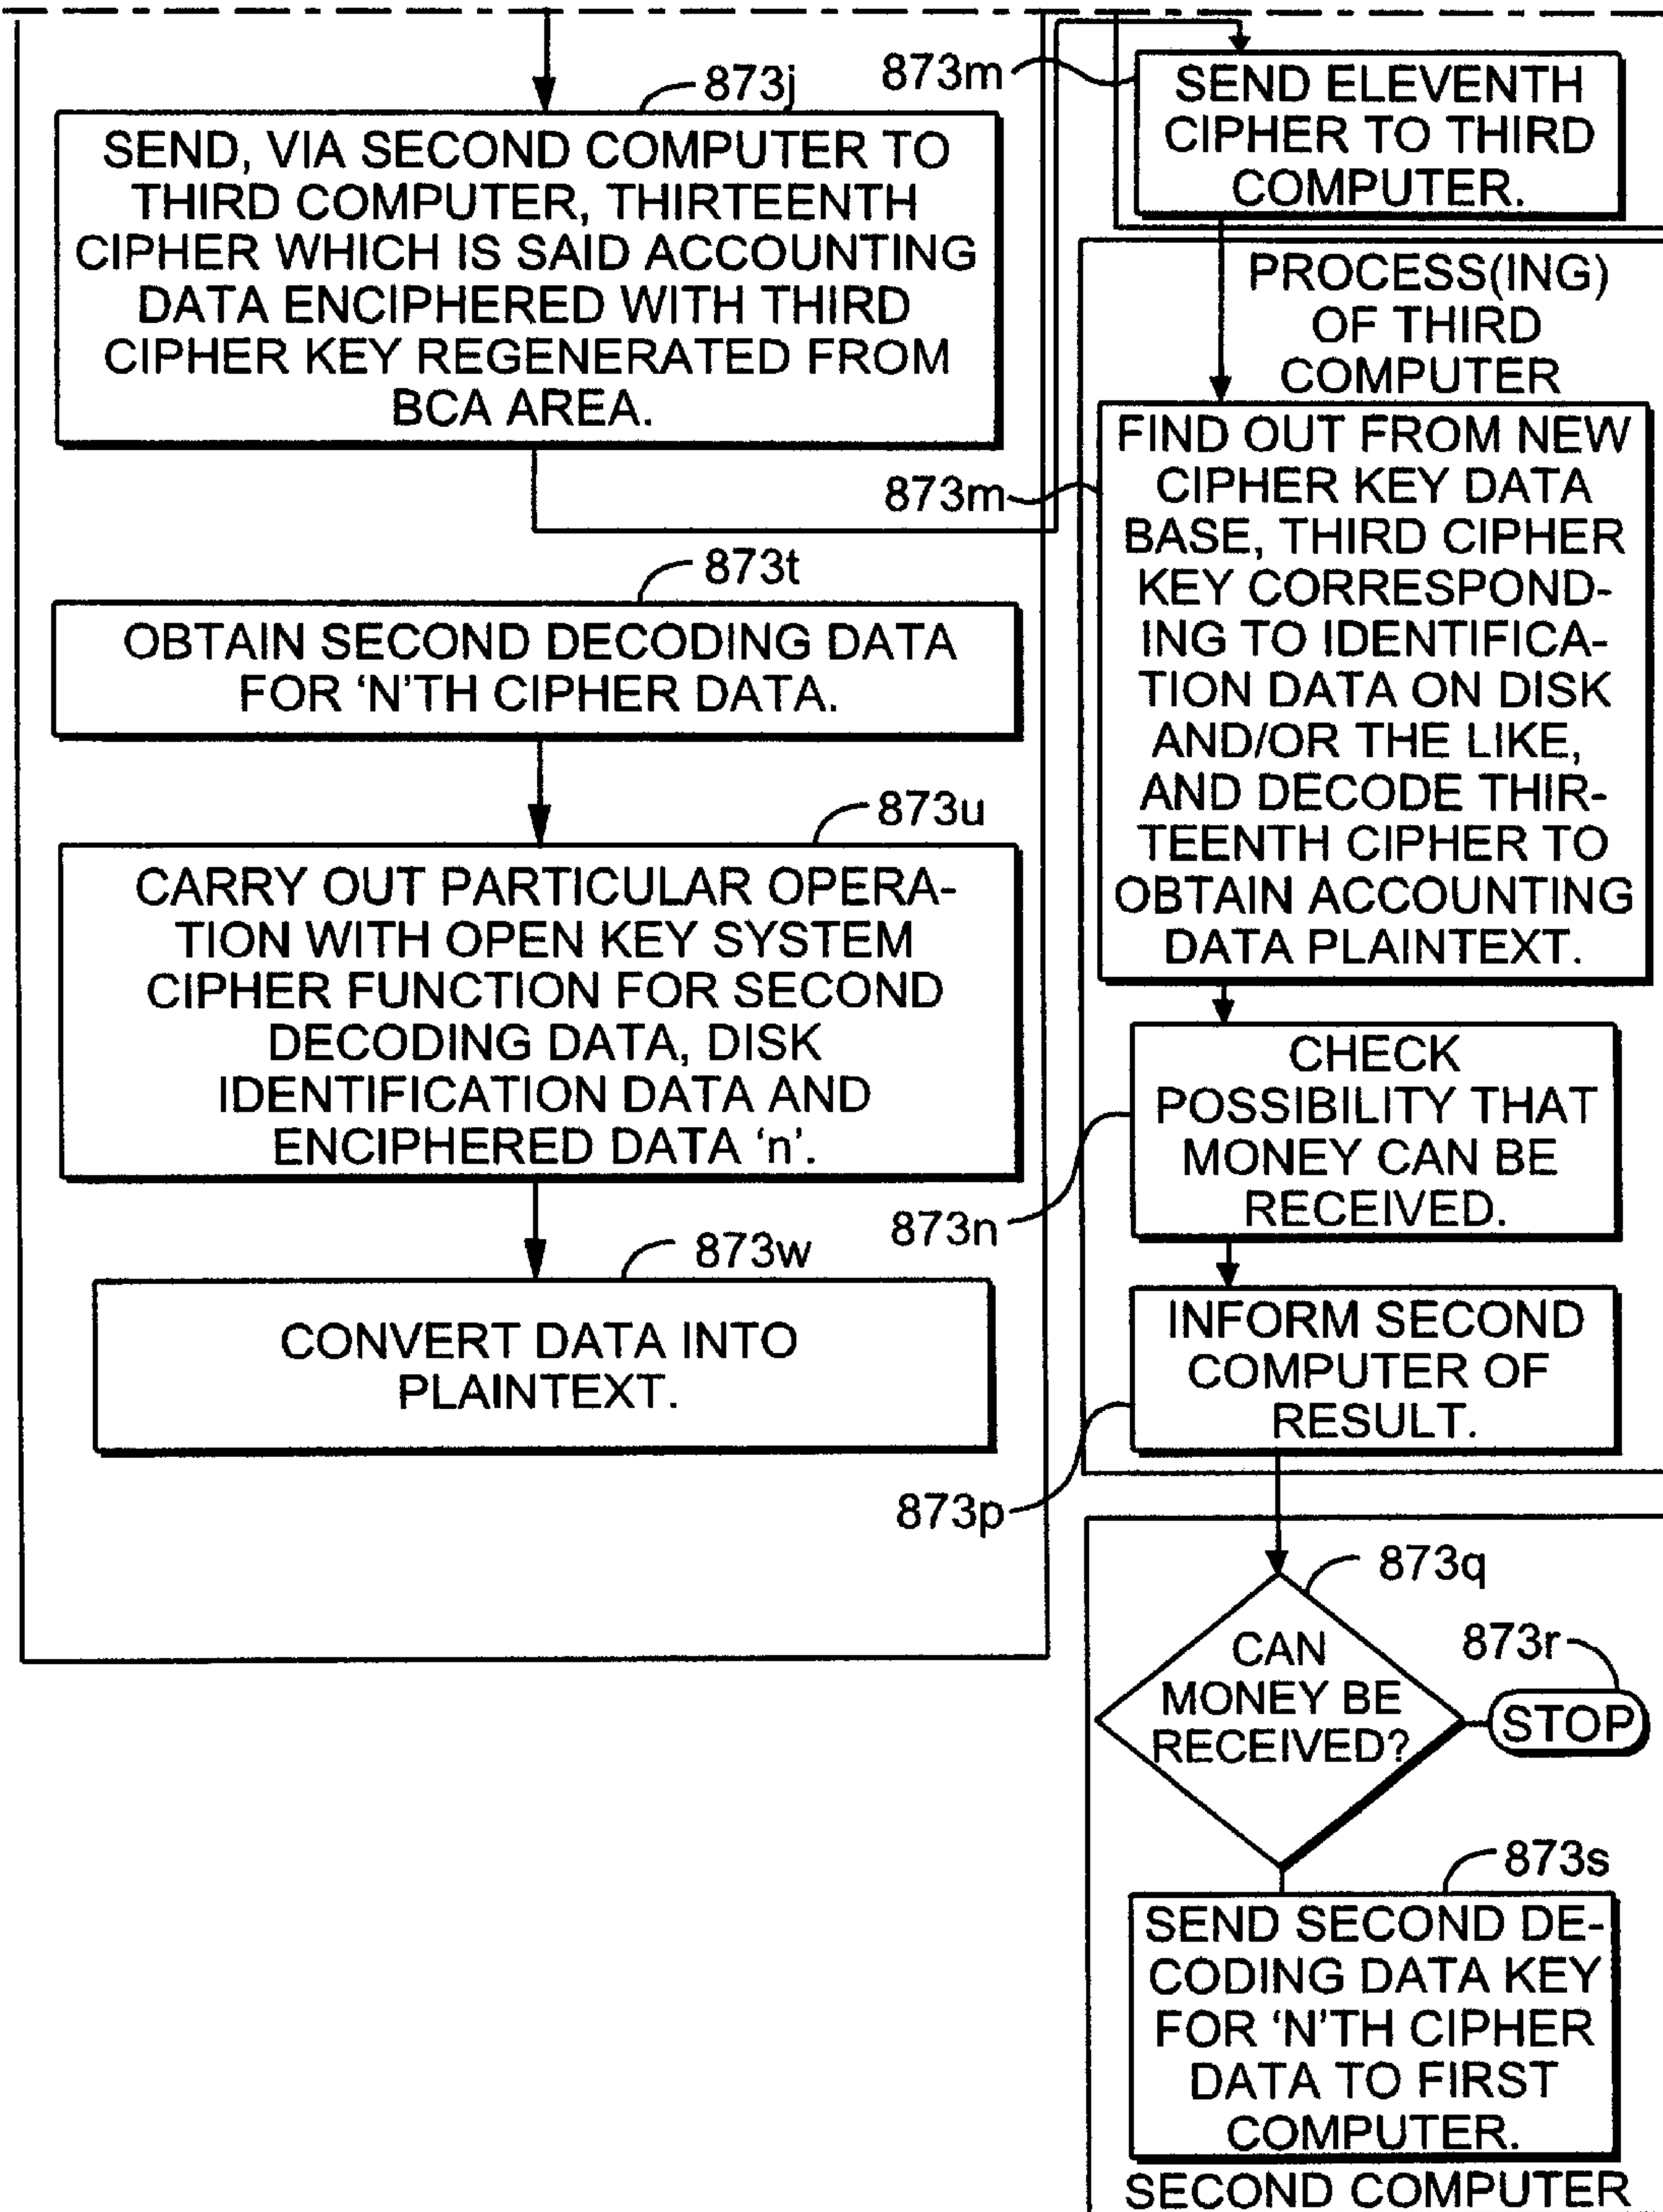 873j
SEND, VIA SECOND COMPUTER TO
THIRD COMPUTER, THIRTEENTH
CIPHER WHICH IS SAID ACCOUNTING
DATA ENCIPHERED WITH THIRD
CIPHER KEY REGENERATED FROM
BCA AREA.
873t
OBTAIN SECOND DECODING DATA
FOR ‘N’TH CIPHER DATA.
873u
CARRY OUT PARTICULAR OPERA-
TION WITH OPEN KEY SYSTEM
CIPHER FUNCTION FOR SECOND
DECODING DATA, DISK
IDENTIFICATION DATA AND
ENCIPHERED DATA ‘n’.
873w
CONVERT DATA INTO
PLAINTEXT.
873m
SEND ELEVENTH
CIPHER TO THIRD
COMPUTER.
PROCESS(ING)
OF THIRD
COMPUTER
873m
FIND OUT FROM NEW
CIPHER KEY DATA
BASE, THIRD CIPHER
KEY CORRESPOND-
ING TO IDENTIFICA-
TION DATA ON DISK
AND/OR THE LIKE,
AND DECODE THIR-
TEENTH CIPHER TO
OBTAIN ACCOUNTING
DATA PLAINTEXT.
873n
CHECK
POSSIBILITY THAT
MONEY CAN BE
RECEIVED.
873p
INFORM SECOND
COMPUTER OF
RESULT.
873q
CAN
MONEY BE
RECEIVED?
873r
STOP
873s
SEND SECOND DE-
CODING DATA KEY
FOR ‘N’TH CIPHER
DATA TO FIRST
COMPUTER.
SECOND COMPUTER